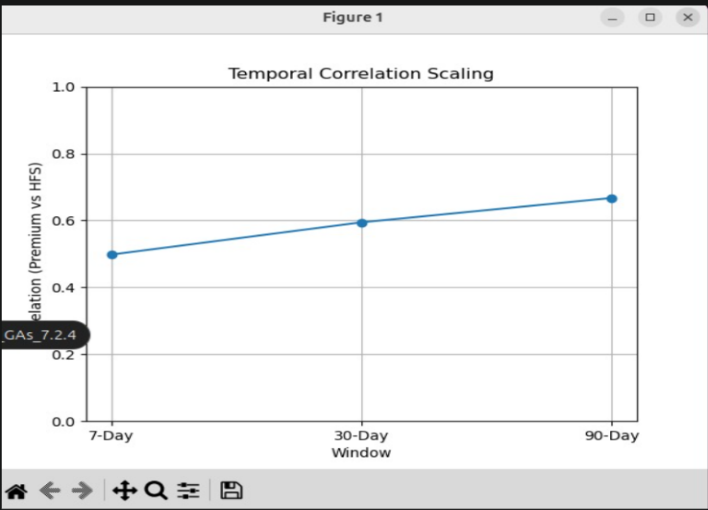 Figure 1
Temporal Correlation Scaling
1.0
0.8
0.6
0.4
0.2
0.0
elation (Premium vs HFS)
_GAs_7.2.4
7-Day 30-Day 90-Day
Window